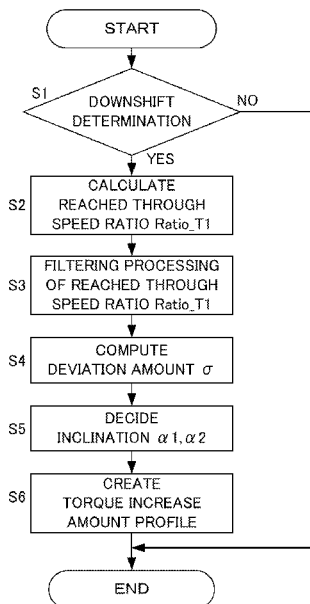 START
S1
DOWNSHIFT
DETERMINATION
NO
YES
S2
CALCULATE
REACHED THROUGH
SPEED RATIO Ratio_T1
S3
FILTERING PROCESSING
OF REACHED THROUGH
SPEED RATIO Ratio_T1
S4
COMPUTE
DEVIATION AMOUNT σ
S5
DECIDE
INCLINATION α1, α2
S6
CREATE
TORQUE INCREASE
AMOUNT PROFILE
END